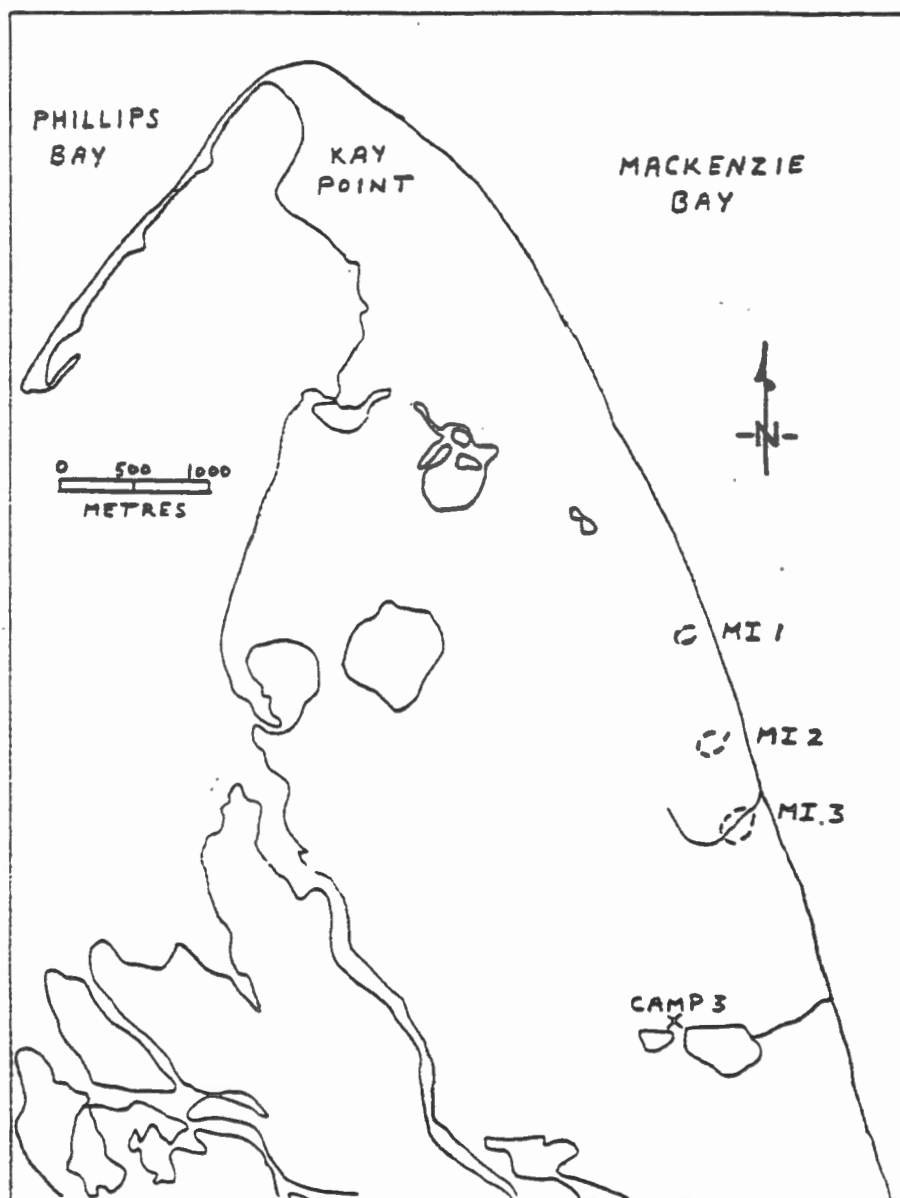 PHILLIPS
BAY
KAY
POINT
MACKENZIE
BAY
N
0 500 1000
METRES
MI 1
MI 2
MI.3
CAMP 3
X